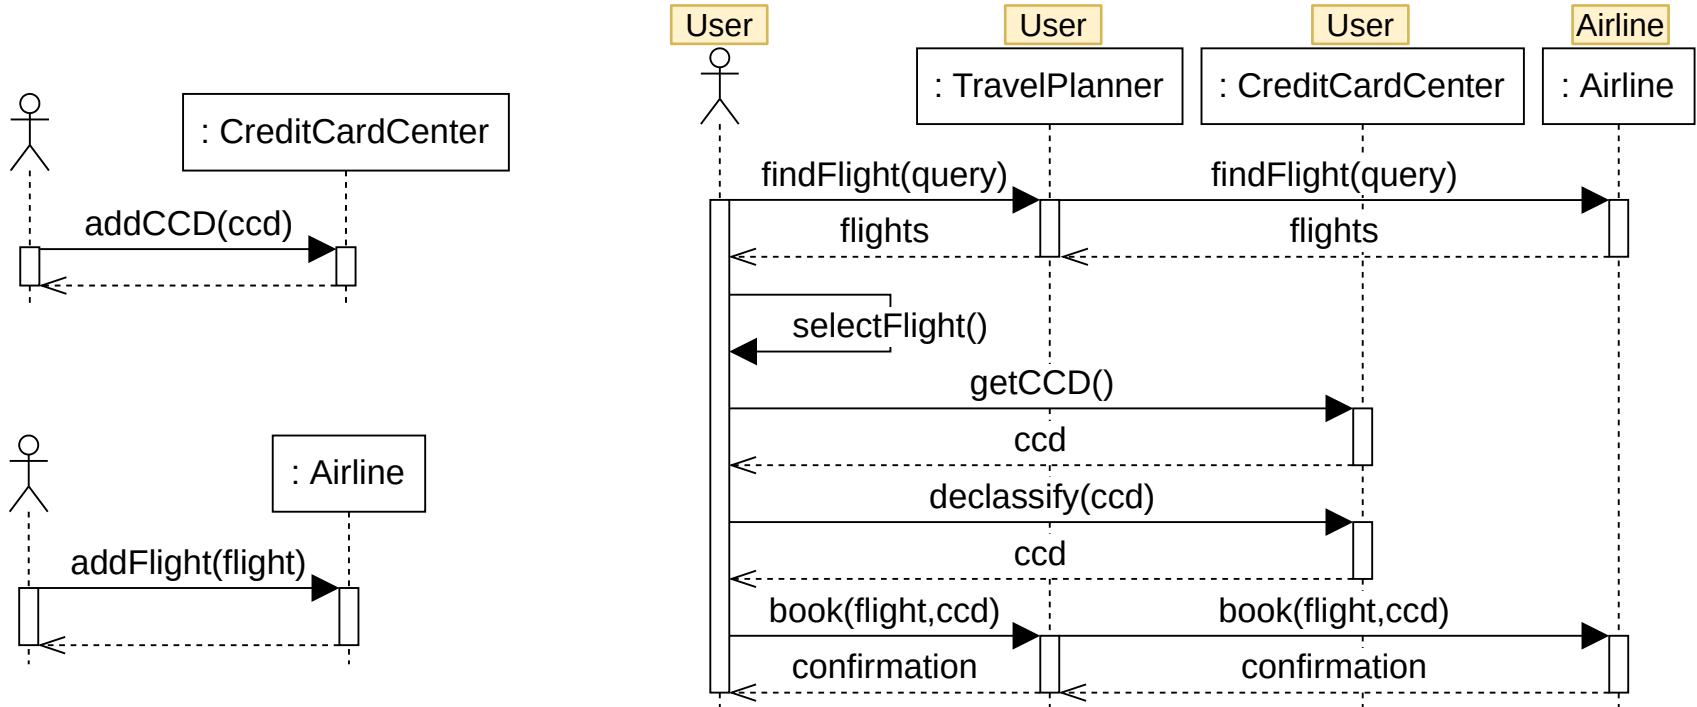 : CreditCardCenter
addCCD(ccd)
: Airline
addFlight(flight)
User
User
User
Airline
: TravelPlanner
: CreditCardCenter
: Airline
findFlight(query)
findFlight(query)
flights
flights
selectFlight()
getCCD()
ccd
declassify(ccd)
ccd
book(flight,ccd)
book(flight,ccd)
confirmation
confirmation